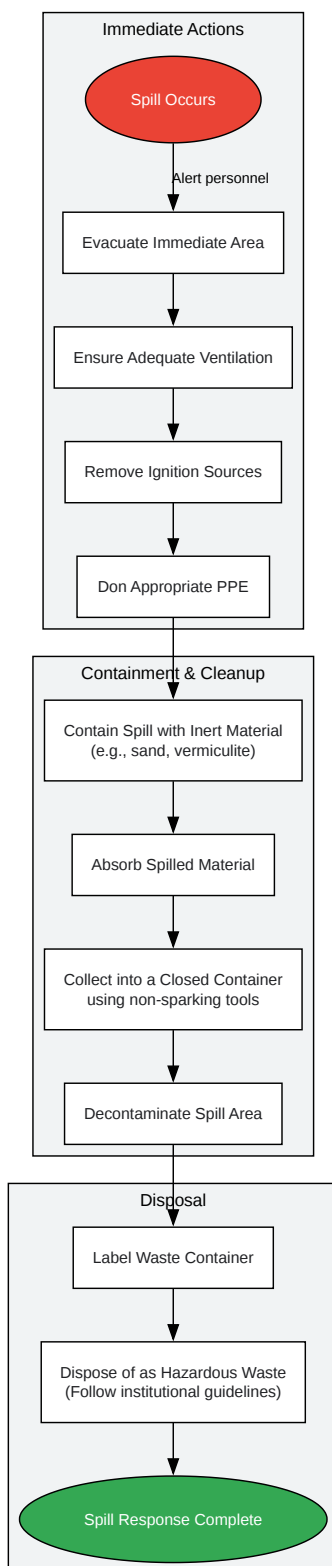 Immediate Actions
Spill Occurs
Alert personnel
Evacuate Immediate Area
Ensure Adequate Ventilation
Remove Ignition Sources
Don Appropriate PPE
Containment & Cleanup
Contain Spill with Inert Material
(e.g., sand, vermiculite)
Absorb Spilled Material
Collect into a Closed Container
using non-sparking tools
Decontaminate Spill Area
Disposal
Label Waste Container
Dispose of as Hazardous Waste
(Follow institutional guidelines)
Spill Response Complete